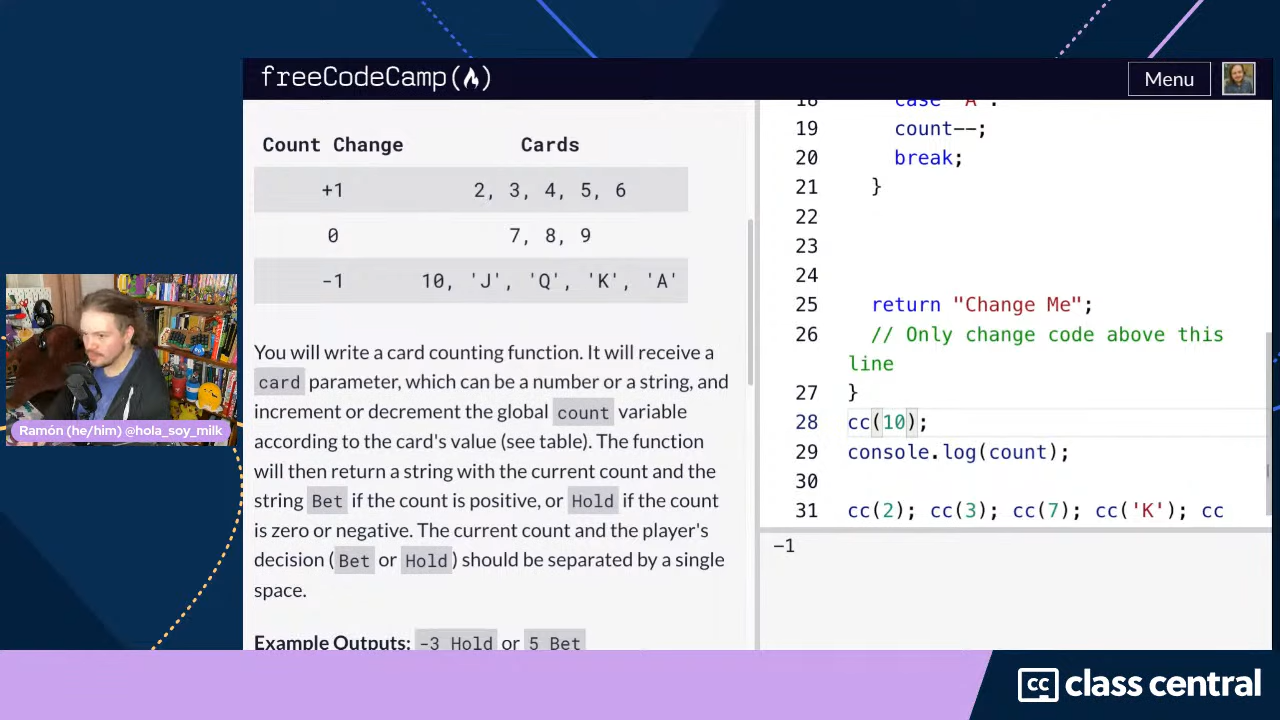 freeCodeCamp
Menu
Count Change Cards
+1 2, 3, 4, 5, 6
0 7, 8, 9
-1 10, 'J', 'Q', 'K', 'A'
You will write a card counting function. It will receive a
card parameter, which can be a number or a string, and
increment or decrement the global count variable
according to the card's value (see table). The function
will then return a string with the current count and the
string Bet if the count is positive, or Hold if the count
is zero or negative. The current count and the player's
decision (Bet or Hold) should be separated by a single
space.
Example Outputs: -3 Hold or 5 Bet
18 case 'A':
19 count--;
20 break;
21 }
22
23
24
25 return "Change Me";
26 // Only change code above this
line
27 }
28 cc(10);
29 console.log(count);
30
31 cc(2); cc(3); cc(7); cc('K'); cc
-1
Ramón (he/him) @hola_soy_milk
cc class central